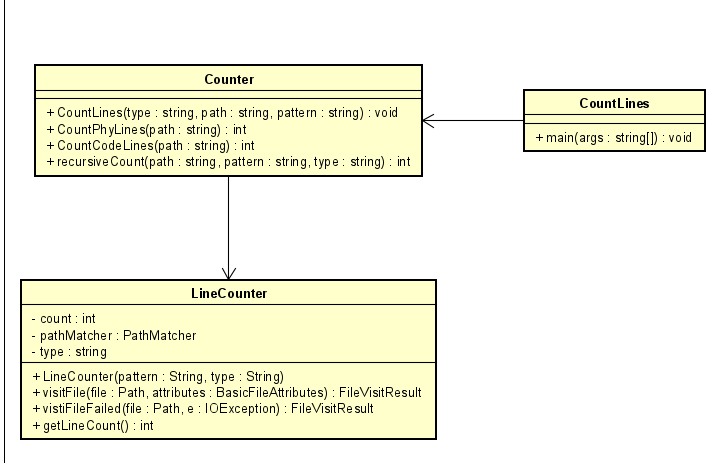 Counter
+ CountLines(type : string, path : string, pattern : string) : void
+ CountPhyLines(path : string) : int
+ CountCodeLines(path : string) : int
+ recursiveCount(path : string, pattern : string, type : string) : int
CountLines
+ main(args : string[]) : void
LineCounter
- count : int
- pathMatcher : PathMatcher
- type : string
+ LineCounter(pattern : String, type : String)
+ visitFile(file : Path, attributes : BasicFileAttributes) : FileVisitResult
+ vistiFileFailed(file : Path, e : IOException) : FileVisitResult
+ getLineCount() : int